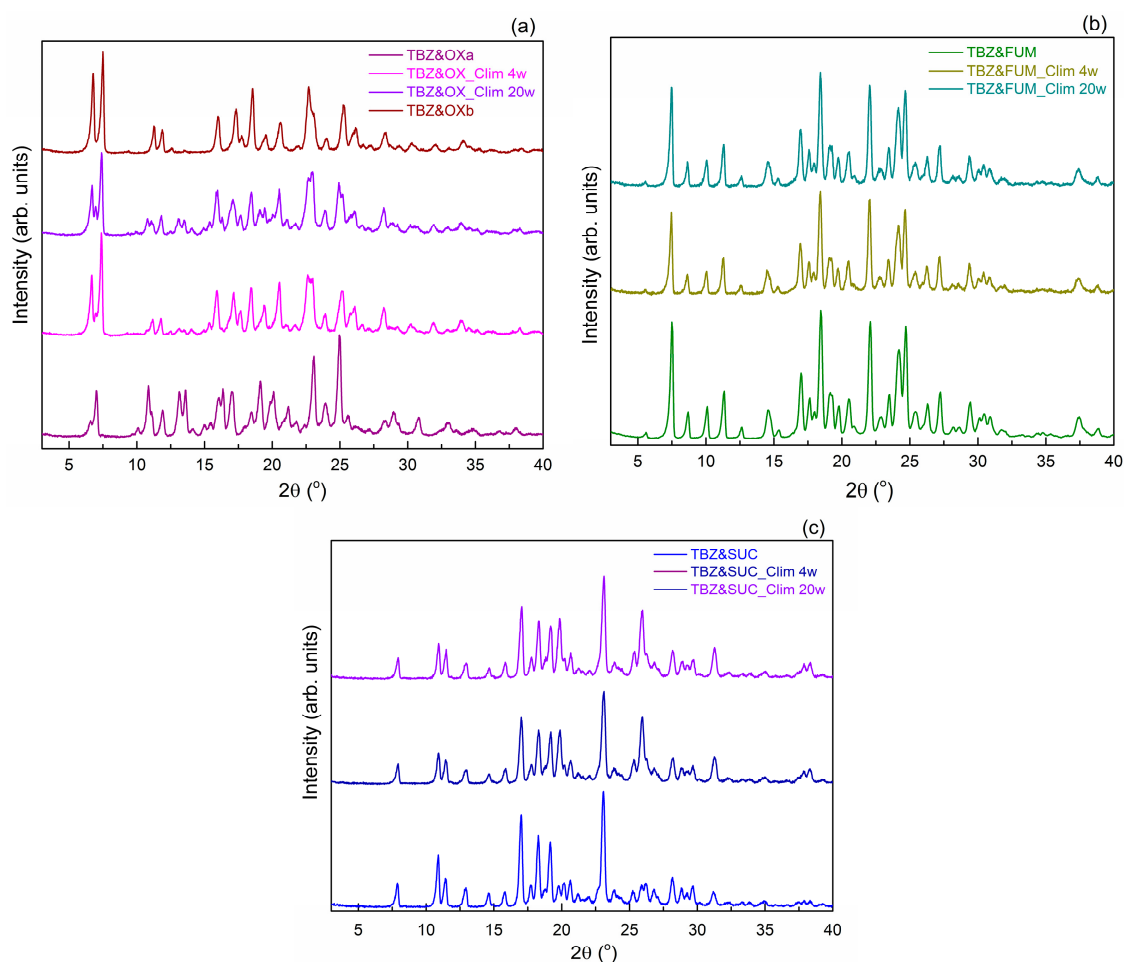 (a)
TBZ&OXa
TBZ&OX_Clim 4w
TBZ&OX_Clim 20w
TBZ&OXb
Intensity (arb. units)
5 10 15 20 25 30 35 40
2θ (°)
(b)
TBZ&FUM
TBZ&FUM_Clim 4w
TBZ&FUM_Clim 20w
Intensity (arb. units)
5 10 15 20 25 30 35 40
2θ (°)
(c)
TBZ&SUC
TBZ&SUC_Clim 4w
TBZ&SUC_Clim 20w
Intensity (arb. units)
5 10 15 20 25 30 35 40
2θ (°)